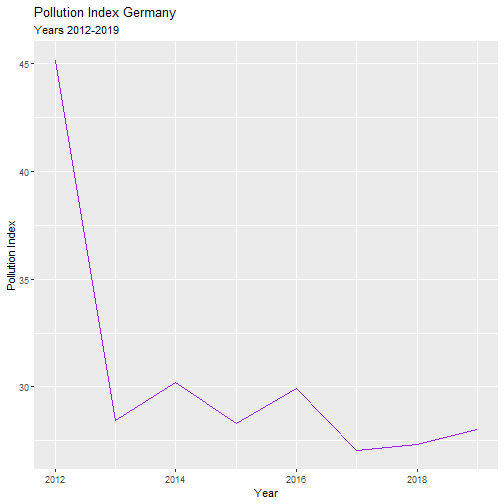 Pollution Index Germany
Years 2012-2019
Pollution Index
45
40
35
30
2012 2014 2016 2018
Year